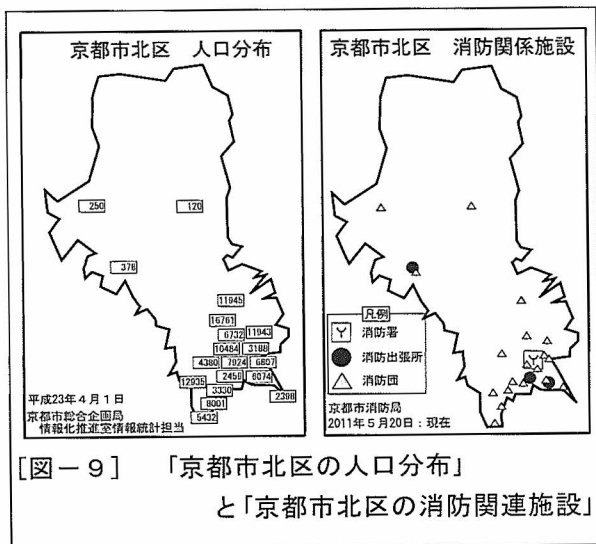 京都市北区 人口分布
250
120
378
11945
16761
6732
11943
10484
3188
4380
7924
6807
2458
6074
12935
3330
2398
8001
5432
平成23年4月1日
京都市総合企画局
情報化推進室情報統計担当
京都市北区 消防関係施設
凡例
消防署
消防出張所
消防団
京都市消防局
2011年5月20日：現在
[図－9] 「京都市北区の人口分布」
と「京都市北区の消防関連施設」